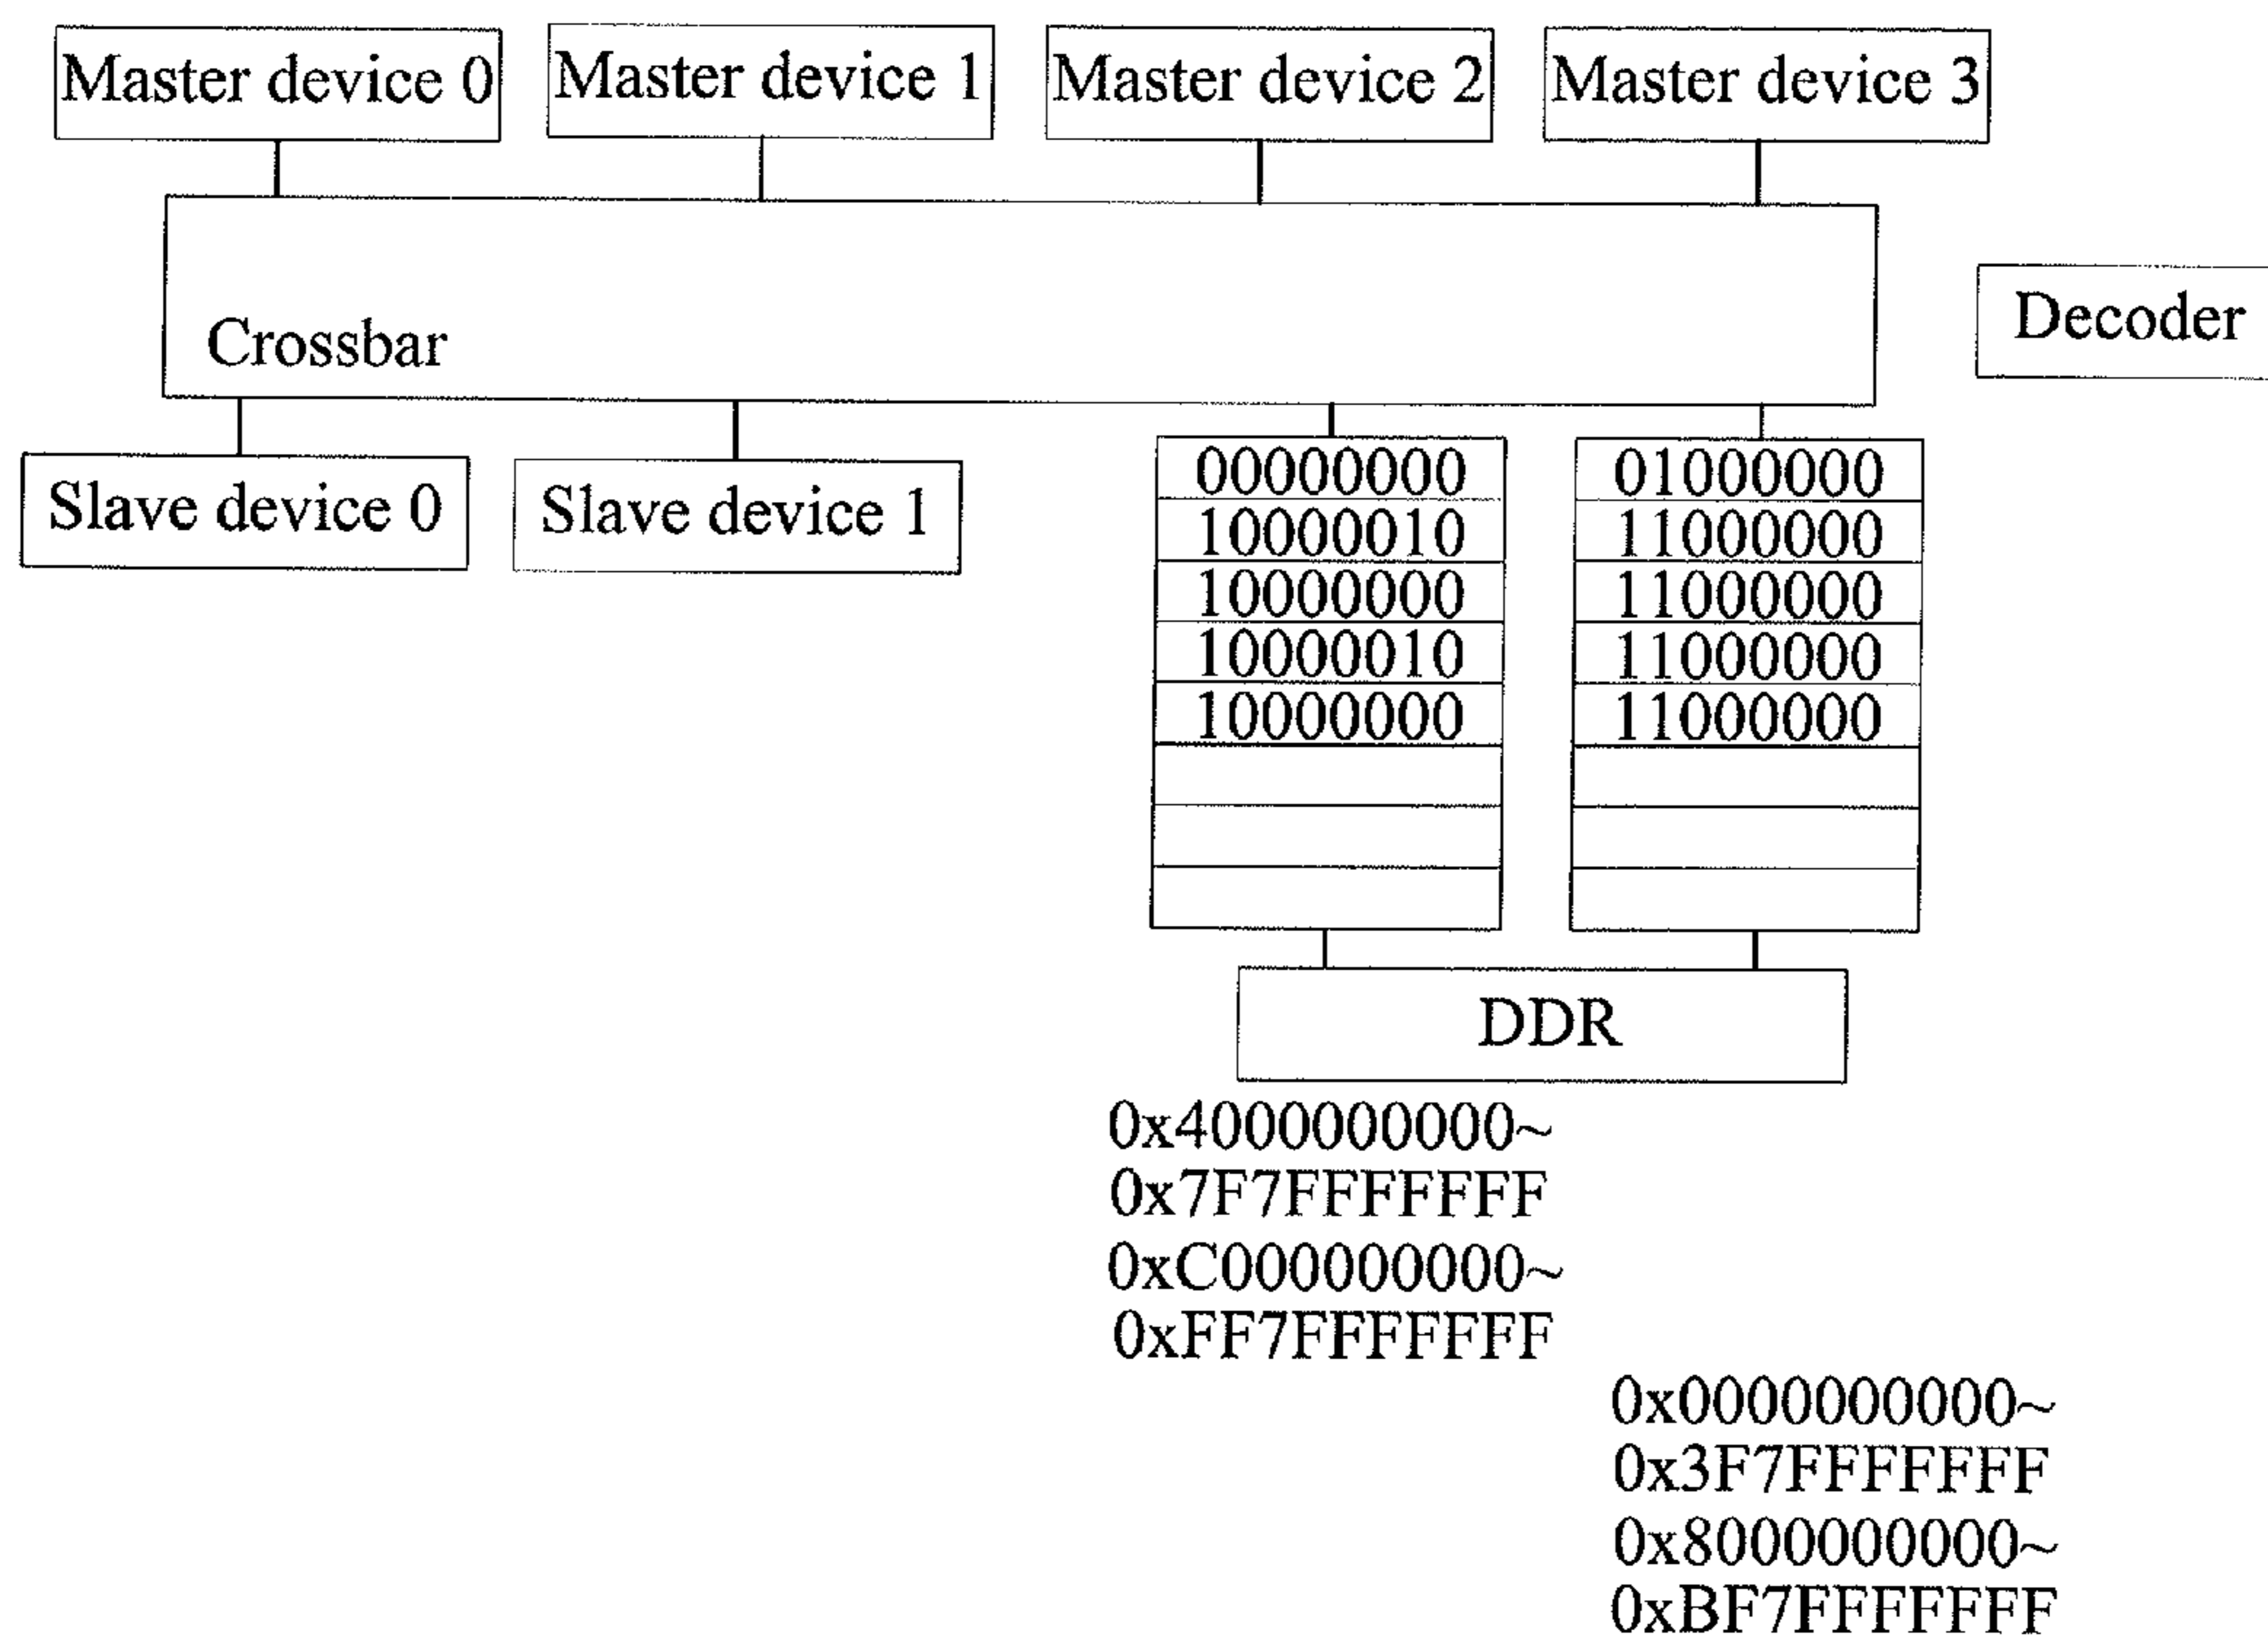 Master device 0
Master device 1
Master device 2
Master device 3
Crossbar
Decoder
Slave device 0
Slave device 1
00000000
10000010
10000000
10000010
10000000
01000000
11000000
11000000
11000000
11000000
DDR
0x4000000000~
0x7F7FFFFFFF
0xC000000000~
0xFF7FFFFFFF
0x0000000000~
0x3F7FFFFFFF
0x8000000000~
0xBF7FFFFFFF